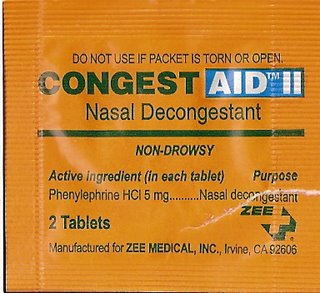 DO NOT USE IF PACKET IS TORN OR OPEN.
CONGEST AID™ II
Nasal Decongestant
NON-DROWSY
Active ingredient (in each tablet) Purpose
Phenylephrine HCl 5 mg..........Nasal decongestant
2 Tablets
ZEE
Manufactured for ZEE MEDICAL, INC., Irvine, CA 92606